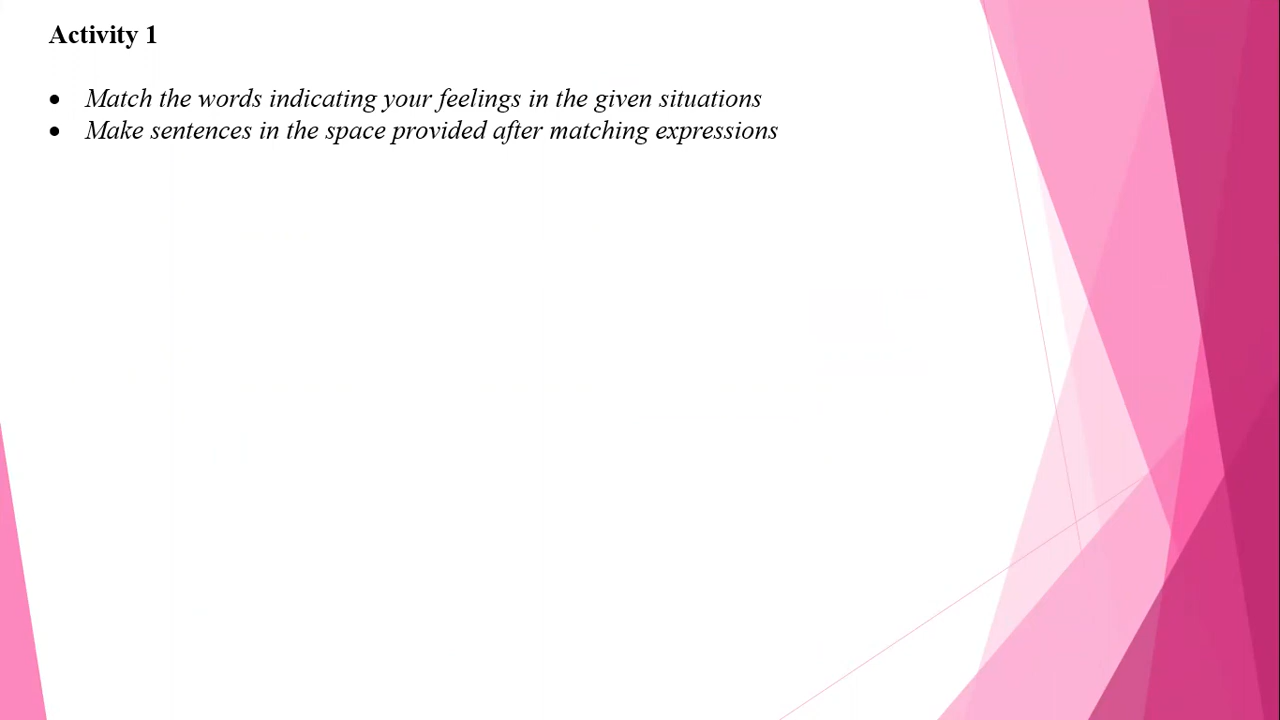 Activity 1
• Match the words indicating your feelings in the given situations
• Make sentences in the space provided after matching expressions